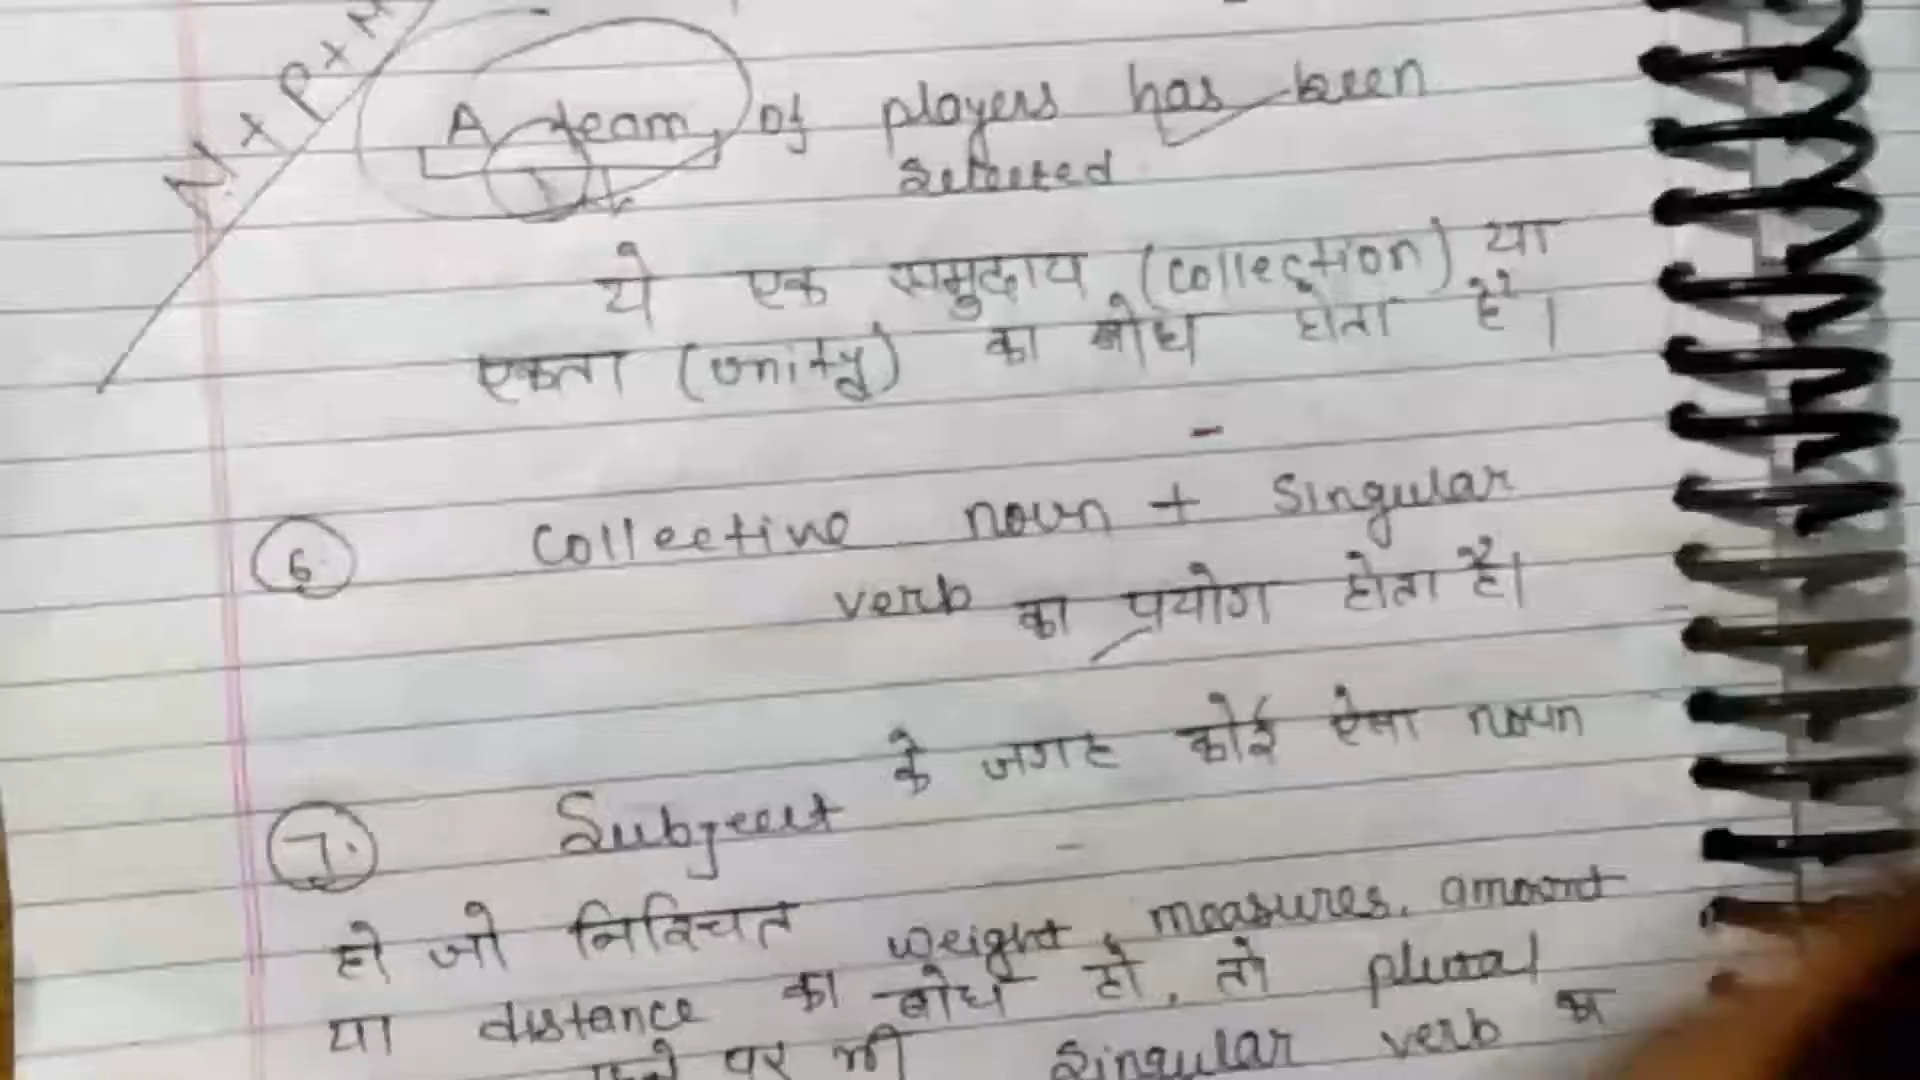 N x P x N
A team of players has been
selected
ये एक समुदाय (collection) या
एकता (unity) का बोध होता है।
6. Collective noun + Singular
verb का प्रयोग होता है।
7. Subject के जगह कोई ऐसा noun
हो जो निश्चित weight, measures, amount
या distance का बोध हो, तो plural
पर भी singular verb का